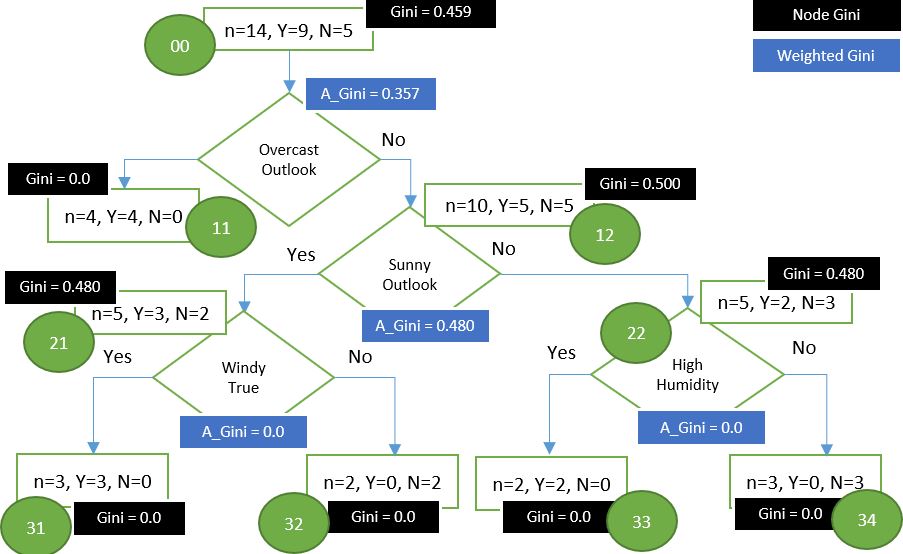 Gini = 0.459
Node Gini
n=14, Y=9, N=5
00
Weighted Gini
A_Gini = 0.357
No
Overcast
Outlook
Gini = 0.0
Gini = 0.500
n=4, Y=4, N=0
11
n=10, Y=5, N=5
12
Yes
No
Sunny
Outlook
Gini = 0.480
Gini = 0.480
n=5, Y=3, N=2
n=5, Y=2, N=3
A_Gini = 0.480
21
22
Yes
No
Yes
No
Windy
True
High
Humidity
A_Gini = 0.0
A_Gini = 0.0
n=3, Y=3, N=0
n=2, Y=0, N=2
n=2, Y=2, N=0
n=3, Y=0, N=3
31
Gini = 0.0
32
Gini = 0.0
Gini = 0.0
33
Gini = 0.0
34